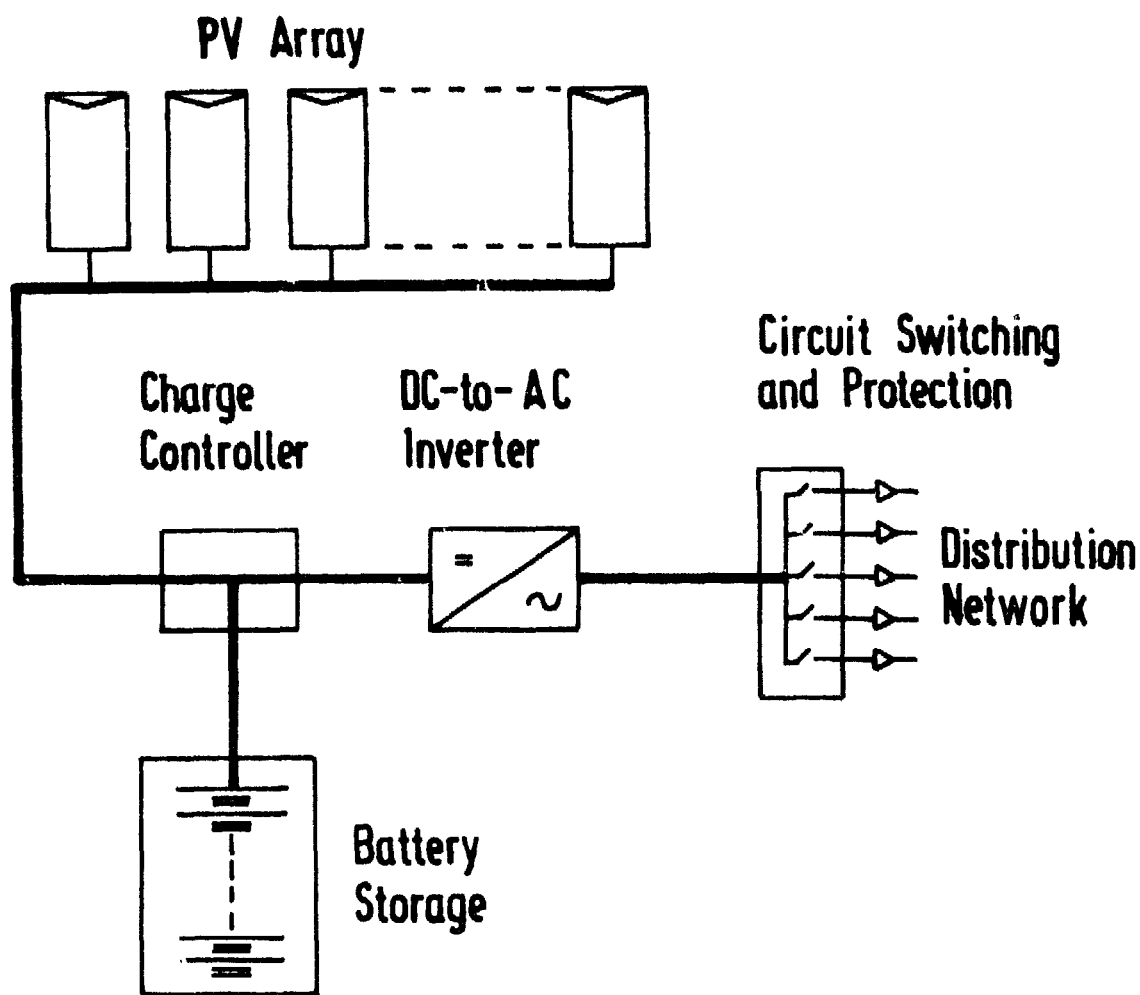 PV Array
Circuit Switching
and Protection
Charge
Controller
DC-to-AC
Inverter
Distribution
Network
Battery
Storage